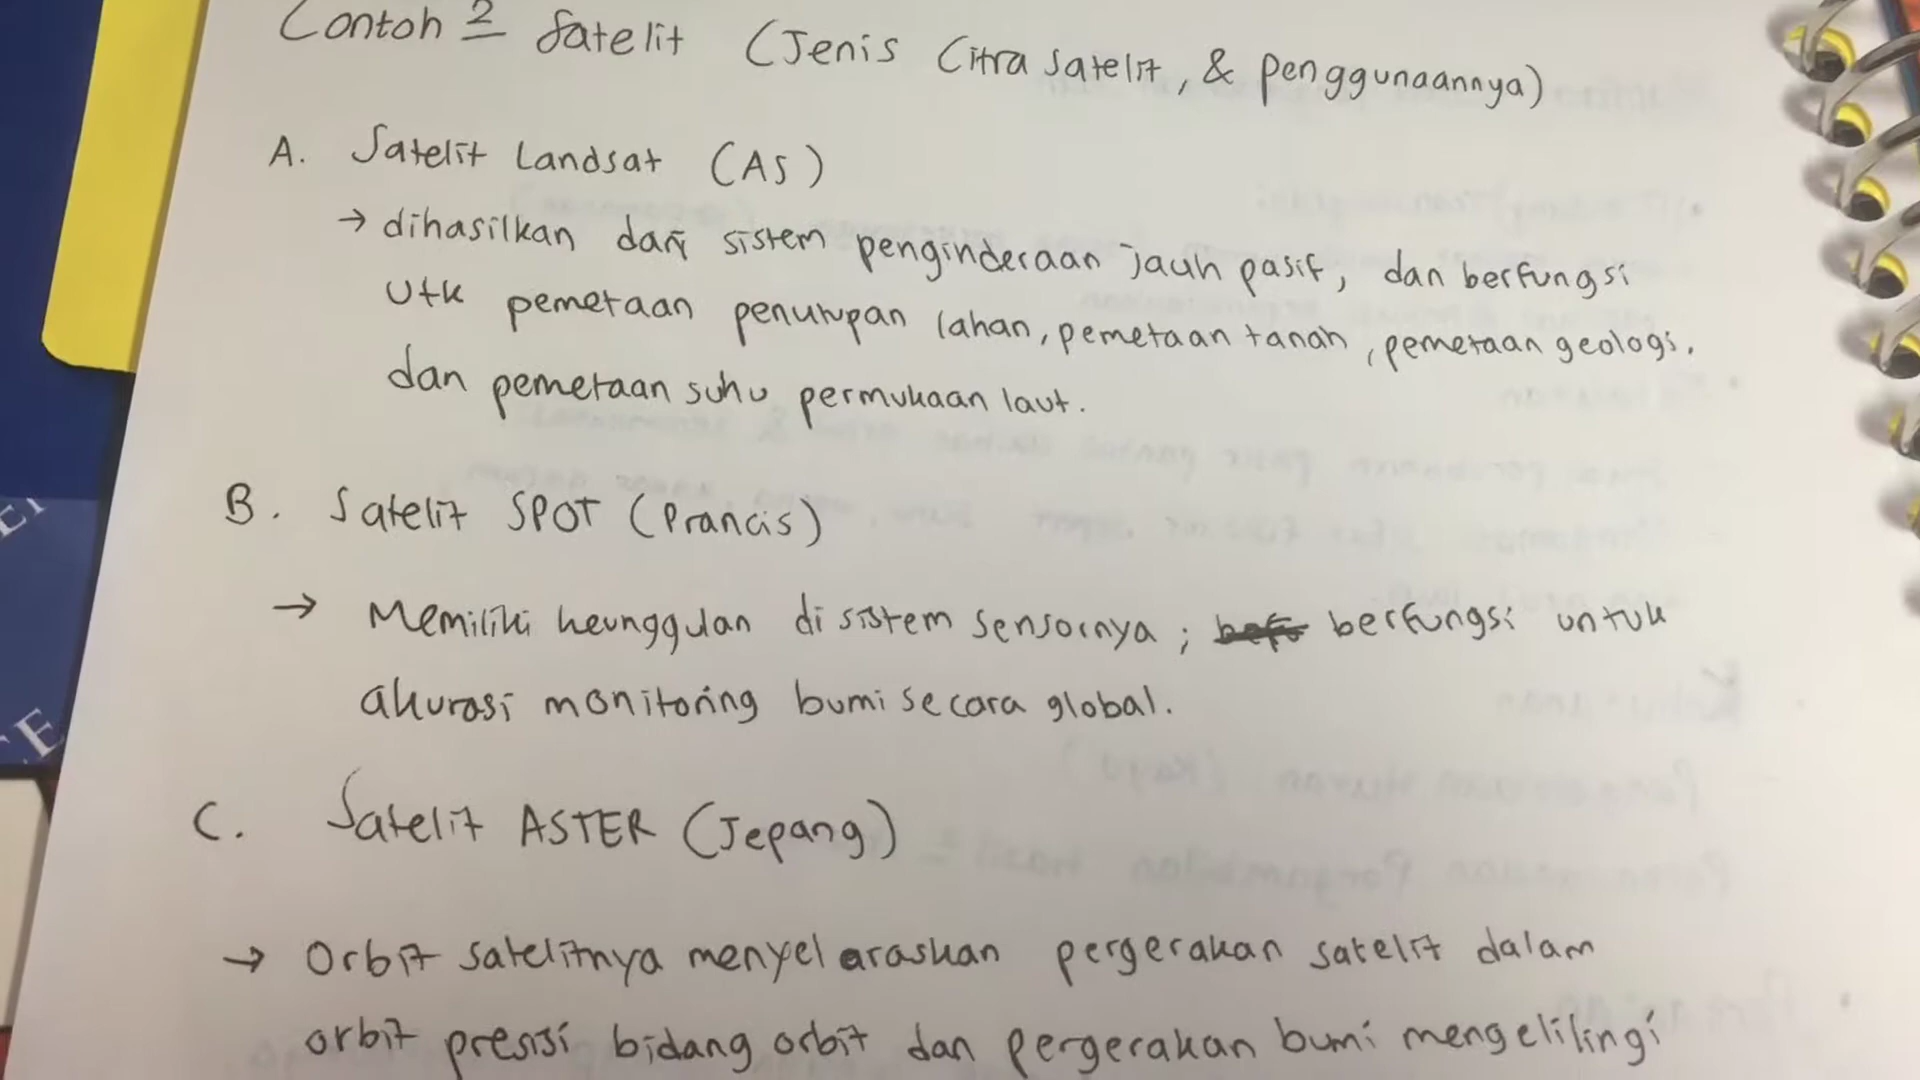 Contoh 2 Satelit (Jenis Citra Satelit, & penggunaannya)
A. Satelit Landsat (AS)
→ dihasilkan dari sistem penginderaan jauh pasif, dan berfungsi
Utk pemetaan penutupan lahan, pemetaan tanah, pemetaan geologi.
dan pemetaan suhu permukaan laut.
B. Satelit SPOT (Prancis)
→ Memiliki keunggulan di sistem sensornya; berfungsi untuk
akurasi monitoring bumi secara global.
C. Satelit ASTER (Jepang)
→ Orbit satelitnya menyelaraskan pergerakan satelit dalam
orbit presisi bidang orbit dan pergerakan bumi mengelilingi